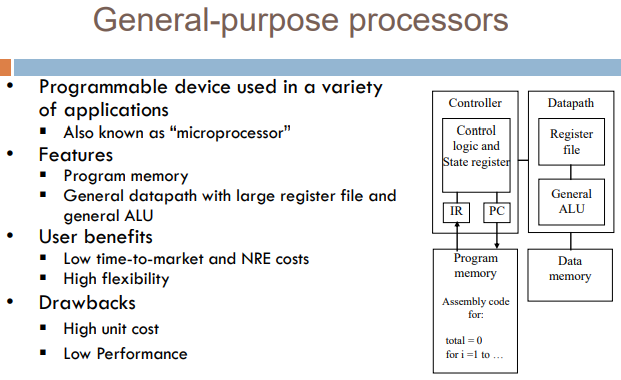 General-purpose processors
• Programmable device used in a variety
of applications
▪ Also known as “microprocessor”
• Features
▪ Program memory
▪ General datapath with large register file and
general ALU
• User benefits
▪ Low time-to-market and NRE costs
▪ High flexibility
• Drawbacks
▪ High unit cost
▪ Low Performance
Controller
Control
logic and
State register
IR
PC
Datapath
Register
file
General
ALU
Program
memory
Assembly code
for:
total = 0
for i =1 to …
Data
memory